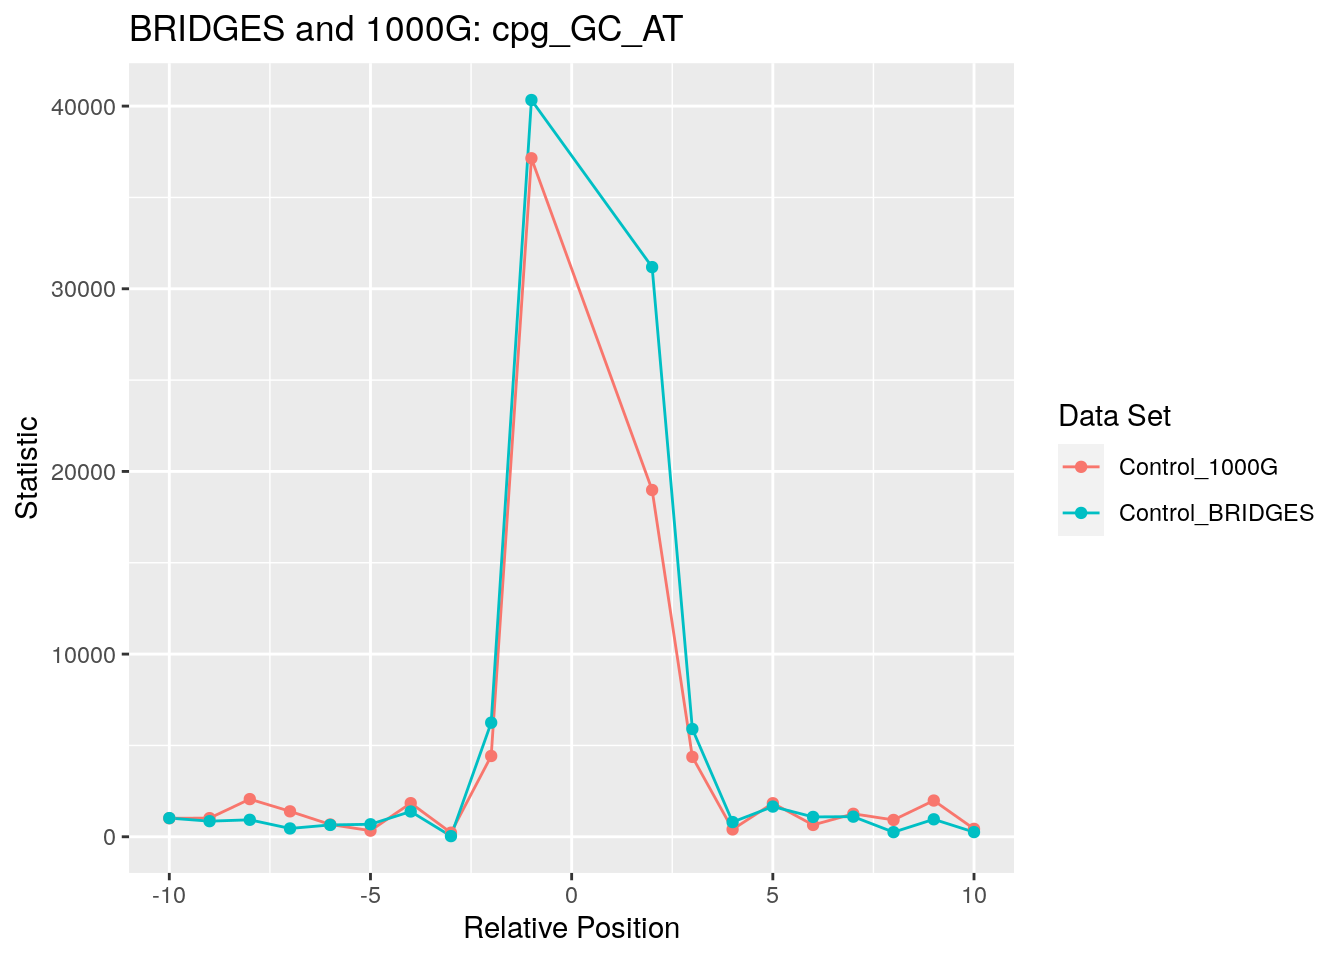 BRIDGES and 1000G: cpg_GC_AT
40000
30000
20000
10000
0
Statistic
-10
-5
0
5
10
Relative Position
Data Set
Control_1000G
Control_BRIDGES